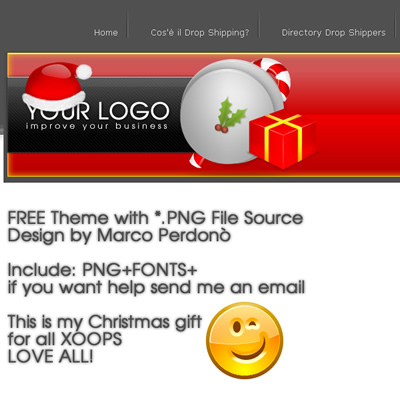 Home Cos'è il Drop Shipping? Directory Drop Shippers
YOUR LOGO
improve your business
FREE Theme with *.PNG File Source
Design by Marco Perdonò
Include: PNG+FONTS+
if you want help send me an email
This is my Christmas gift
for all XOOPS
LOVE ALL!